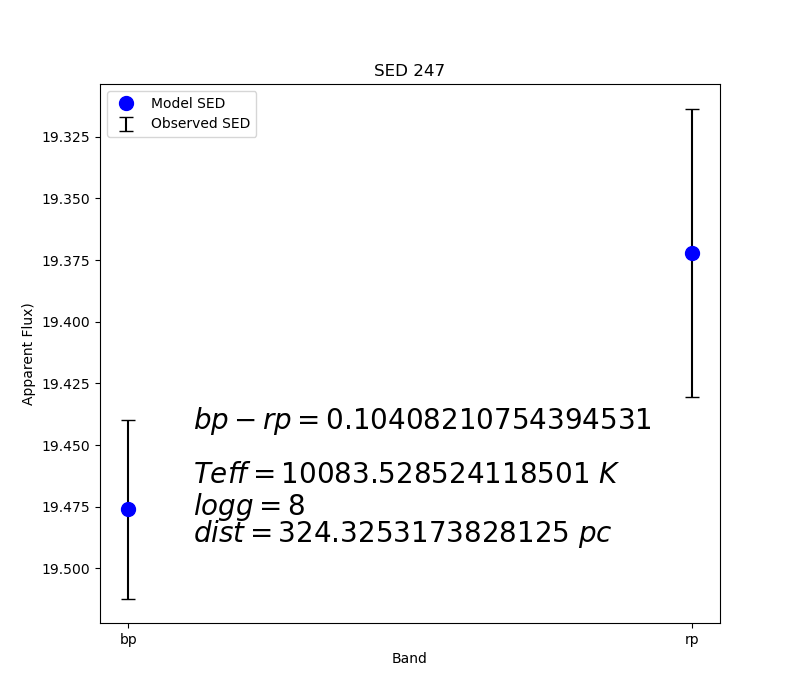 SED 247
Model SED
Observed SED
19.325
19.350
19.375
19.400
19.425
19.450
19.475
19.500
Apparent Flux)
bp − rp = 0.10408210754394531
Teff = 10083.528524118501 K
logg = 8
dist = 324.3253173828125 pc
bp
rp
Band